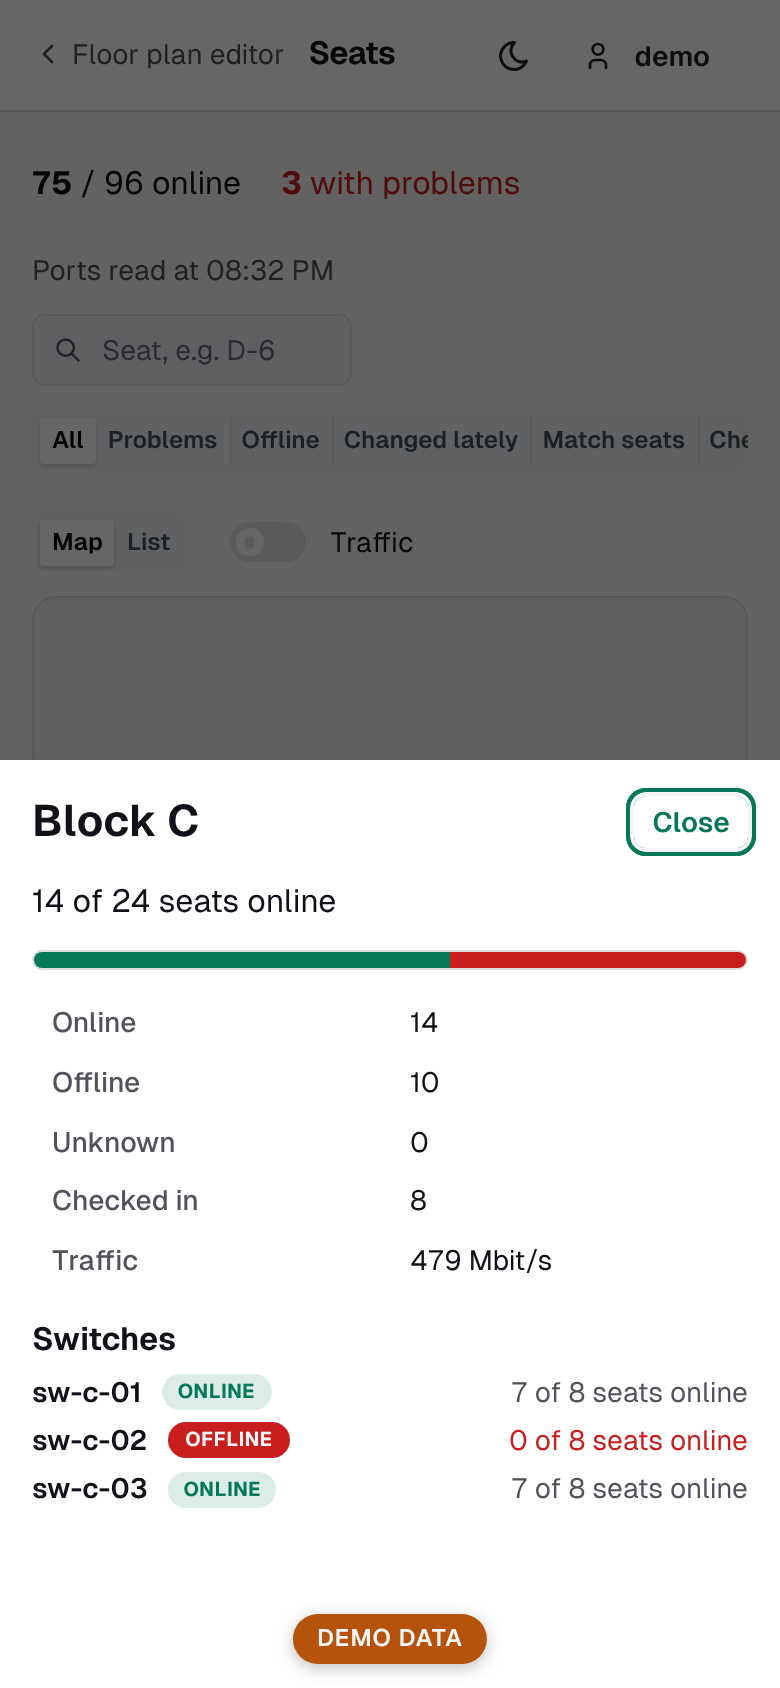 Floor plan editor Seats demo
75 / 96 online 3 with problems
Ports read at 08:32 PM
Seat, e.g. D-6
All Problems Offline Changed lately Match seats Che
Map List Traffic
Block C Close
14 of 24 seats online
Online 14
Offline 10
Unknown 0
Checked in 8
Traffic 479 Mbit/s
Switches
sw-c-01 ONLINE 7 of 8 seats online
sw-c-02 OFFLINE 0 of 8 seats online
sw-c-03 ONLINE 7 of 8 seats online
DEMO DATA